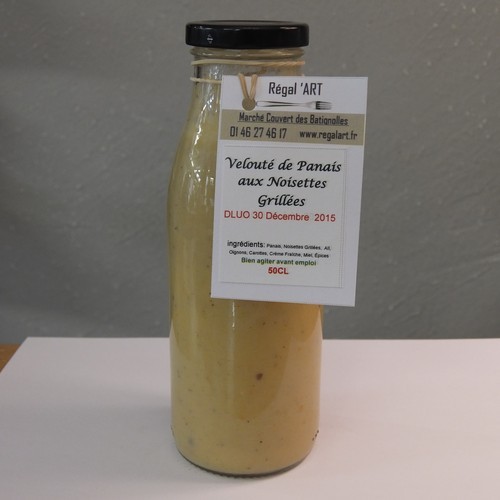 Régal 'ART
Marché Couvert des Batignolles
01 46 27 46 17 www.regalart.fr
Velouté de Panais
aux Noisettes
Grillées
DLUO 30 Décembre 2015
ingrédients: Panais, Noisettes Grillées, Ail,
Oignons, Carottes, Crème Fraîche, Miel, Épices
Bien agiter avant emploi
50CL